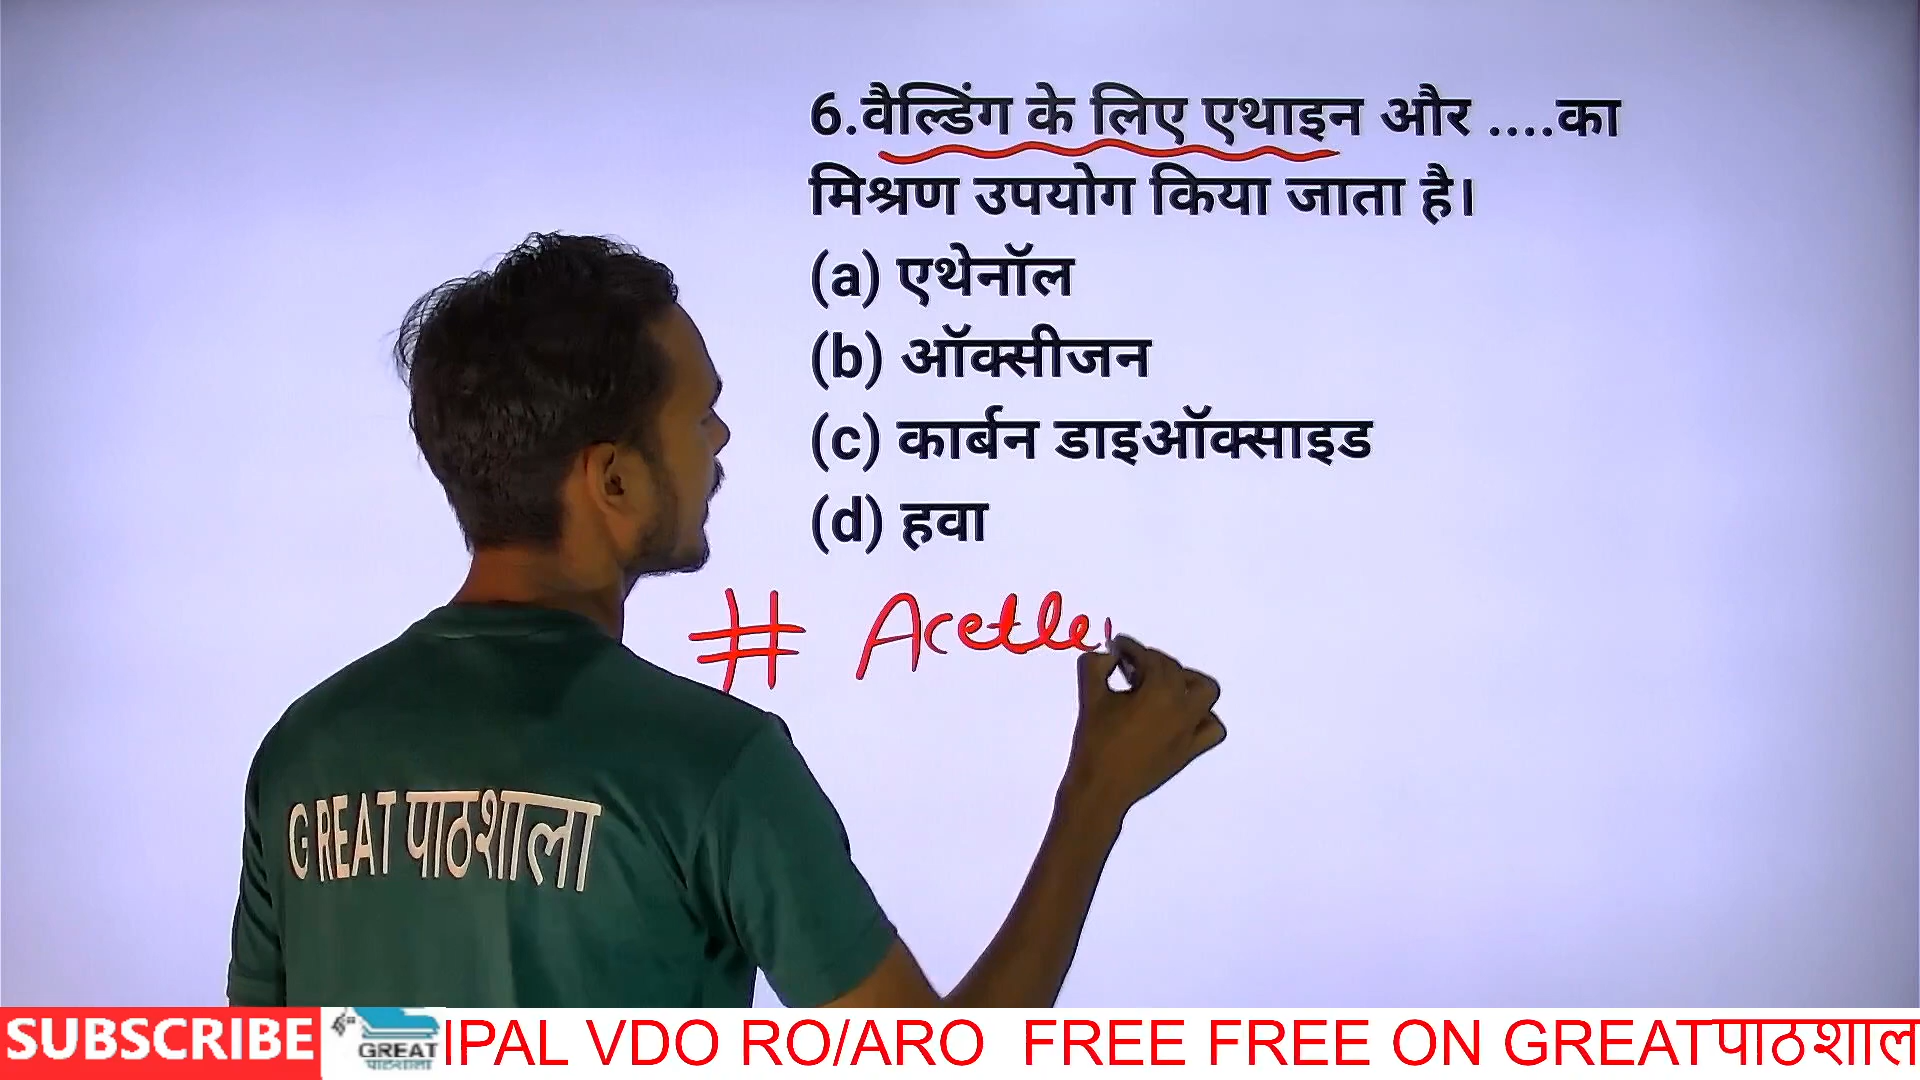 6.वैल्डिंग के लिए एथाइन और ....का
मिश्रण उपयोग किया जाता है।
(a) एथेनॉल
(b) ऑक्सीजन
(c) कार्बन डाइऑक्साइड
(d) हवा
# Acetle
GREAT पाठशाला
SUBSCRIBE
GREAT
पाठशाला
IPAL VDO RO/ARO FREE FREE ON GREATपाठशाल